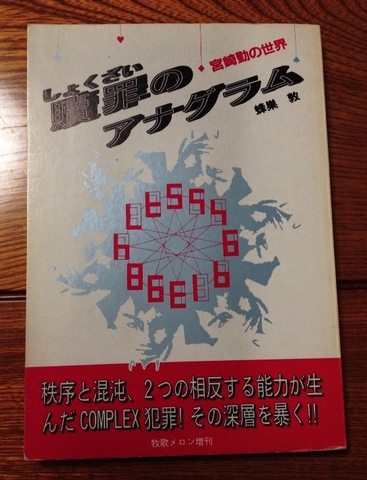 宮崎勤の世界
しょくざい
贖罪の
アナグラム
蜂巣 敦
秩序と混沌、2つの相反する能力が生
んだCOMPLEX犯罪!その深層を暴く!!
牧歌メロン増刊